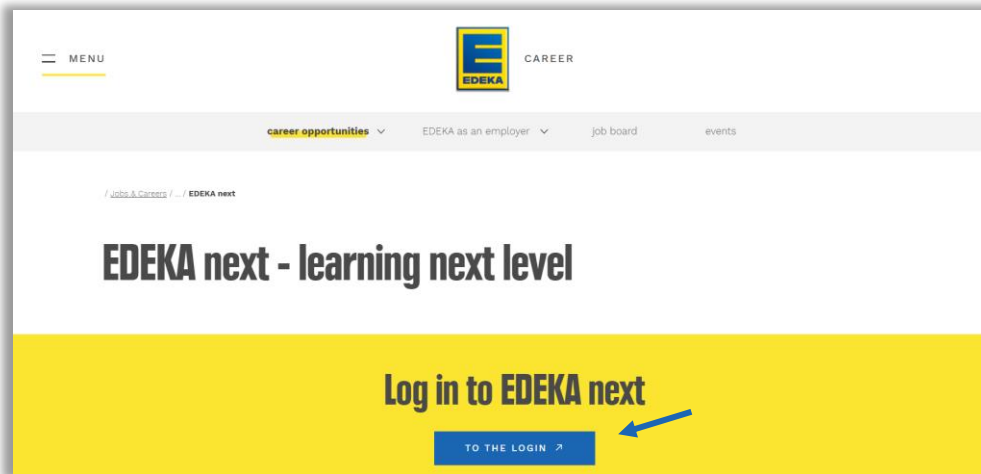 MENU
EDEKA
CAREER
career opportunities
EDEKA as an employer
job board
events
/ Jobs & Careers / ... / EDEKA next
EDEKA next - learning next level
Log in to EDEKA next
TO THE LOGIN ↗